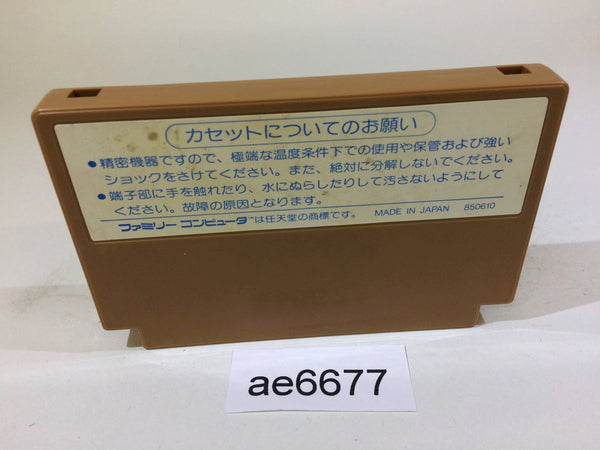 カセットについてのお願い
●精密機器ですので、極端な温度条件下での使用や保管および強い
ショックをさけてください。また、絶対に分解しないでください。
●端子部に手を触れたり、水にぬらしたりして汚さないようにして
ください。故障の原因となります。
ファミリー コンピュータ™は任天堂の商標です。 MADE IN JAPAN 850610
ae6677